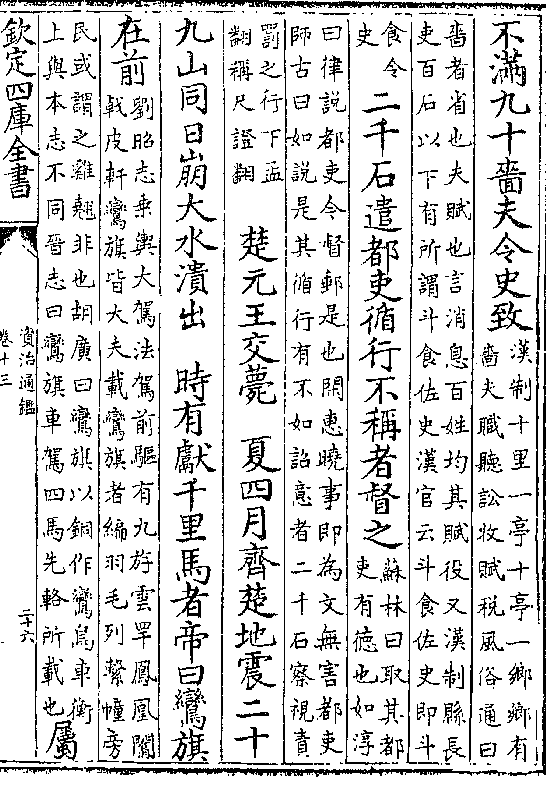 不滿九十嗇夫令史致漢制十里一亭十亭一鄉鄉有
嗇夫職聽訟收賦稅風俗通曰
嗇者省也夫賦也言消息百姓均其賦役又漢制縣長
吏百石以下有所謂斗食佐史漢官云斗食佐史即斗
食令
史二千石遣都吏循行不稱者督之蘇林曰取其都
吏有德也如淳
曰律說都吏今督郵是也閑惠曉事即為文無害都吏
師古曰如說是其循行有不如詔意者二千石察視責
罰之行下孟
翻稱尺證翻
楚元王交薨 夏四月齊楚地震二十
九山同日崩大水潰出 時有獻千里馬者帝曰鸞旗
在前劉昭志乘輿大駕法駕前驅有九斿雲罕鳳凰闟
戟皮軒鸞旗皆大夫載鸞旗者編羽毛列繫幢旁
民或謂之雞翹非也胡廣曰鸞旗以銅作鸞鳥車衡
上與本志不同晉志曰鸞旗車駕四馬先輅所載也屬
欽定四庫全書
資治通鑑
卷十三
二十六